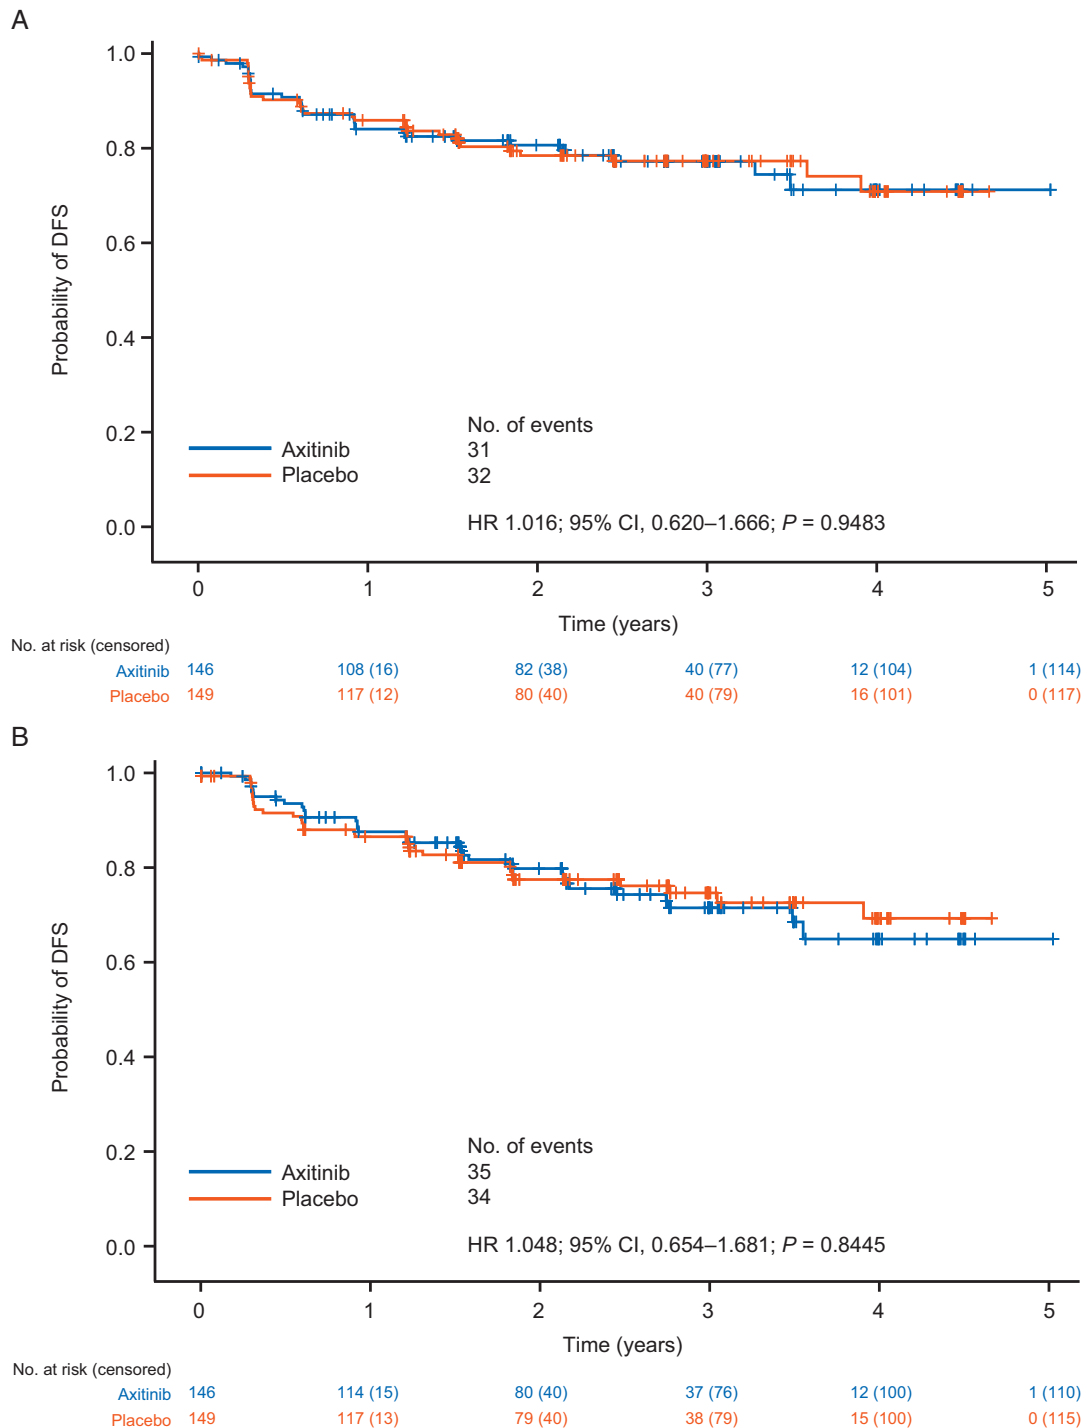 A
1.0
0.8
0.6
0.4
0.2
0.0
Probability of DFS
No. of events
Axitinib 31
Placebo 32
HR 1.016; 95% CI, 0.620–1.666; P = 0.9483
0 1 2 3 4 5
Time (years)
No. at risk (censored)
Axitinib 146 108 (16) 82 (38) 40 (77) 12 (104) 1 (114)
Placebo 149 117 (12) 80 (40) 40 (79) 16 (101) 0 (117)
B
1.0
0.8
0.6
0.4
0.2
0.0
Probability of DFS
No. of events
Axitinib 35
Placebo 34
HR 1.048; 95% CI, 0.654–1.681; P = 0.8445
0 1 2 3 4 5
Time (years)
No. at risk (censored)
Axitinib 146 114 (15) 80 (40) 37 (76) 12 (100) 1 (110)
Placebo 149 117 (13) 79 (40) 38 (79) 15 (100) 0 (115)